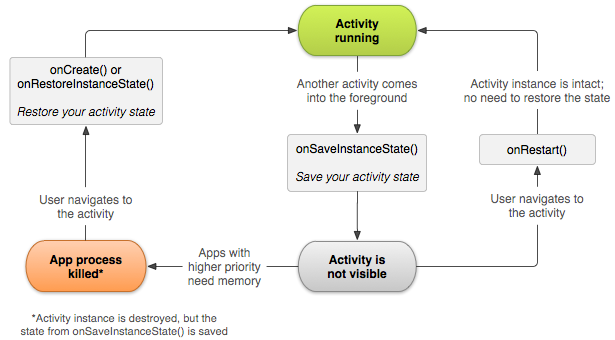 Activity
running
onCreate() or
onRestoreInstanceState()
Restore your activity state
Another activity comes
into the foreground
Activity instance is intact;
no need to restore the state
onSaveInstanceState()
Save your activity state
onRestart()
User navigates to
the activity
User navigates to
the activity
App process
killed*
Apps with
higher priority
need memory
Activity is
not visible
*Activity instance is destroyed, but the
state from onSaveInstanceState() is saved